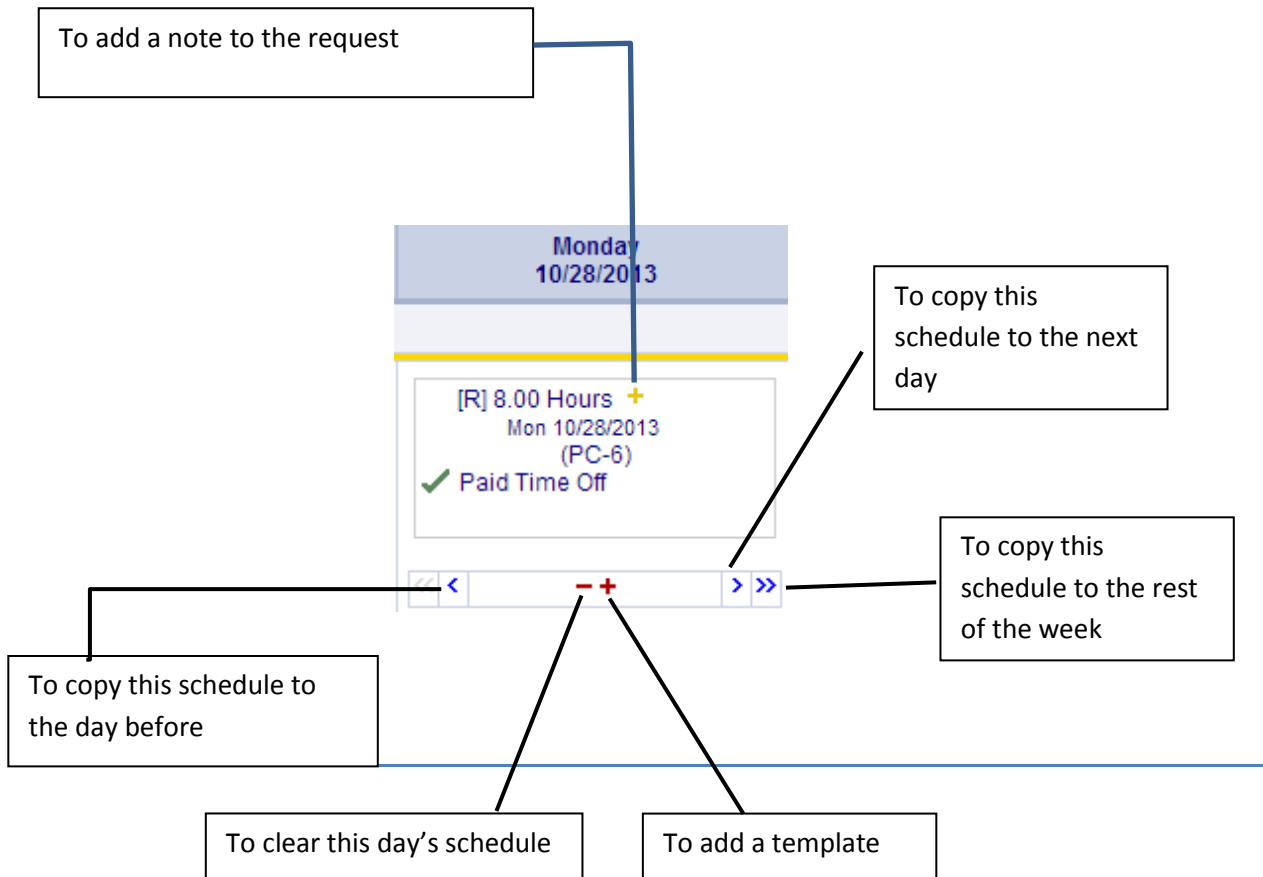 To add a note to the request
Monday
10/28/2013
To copy this
schedule to the next
day
[R] 8.00 Hours +
Mon 10/28/2013
(PC-6)
✓ Paid Time Off
To copy this
schedule to the rest
of the week
<< < − + > >>
To copy this schedule to
the day before
To clear this day’s schedule
To add a template